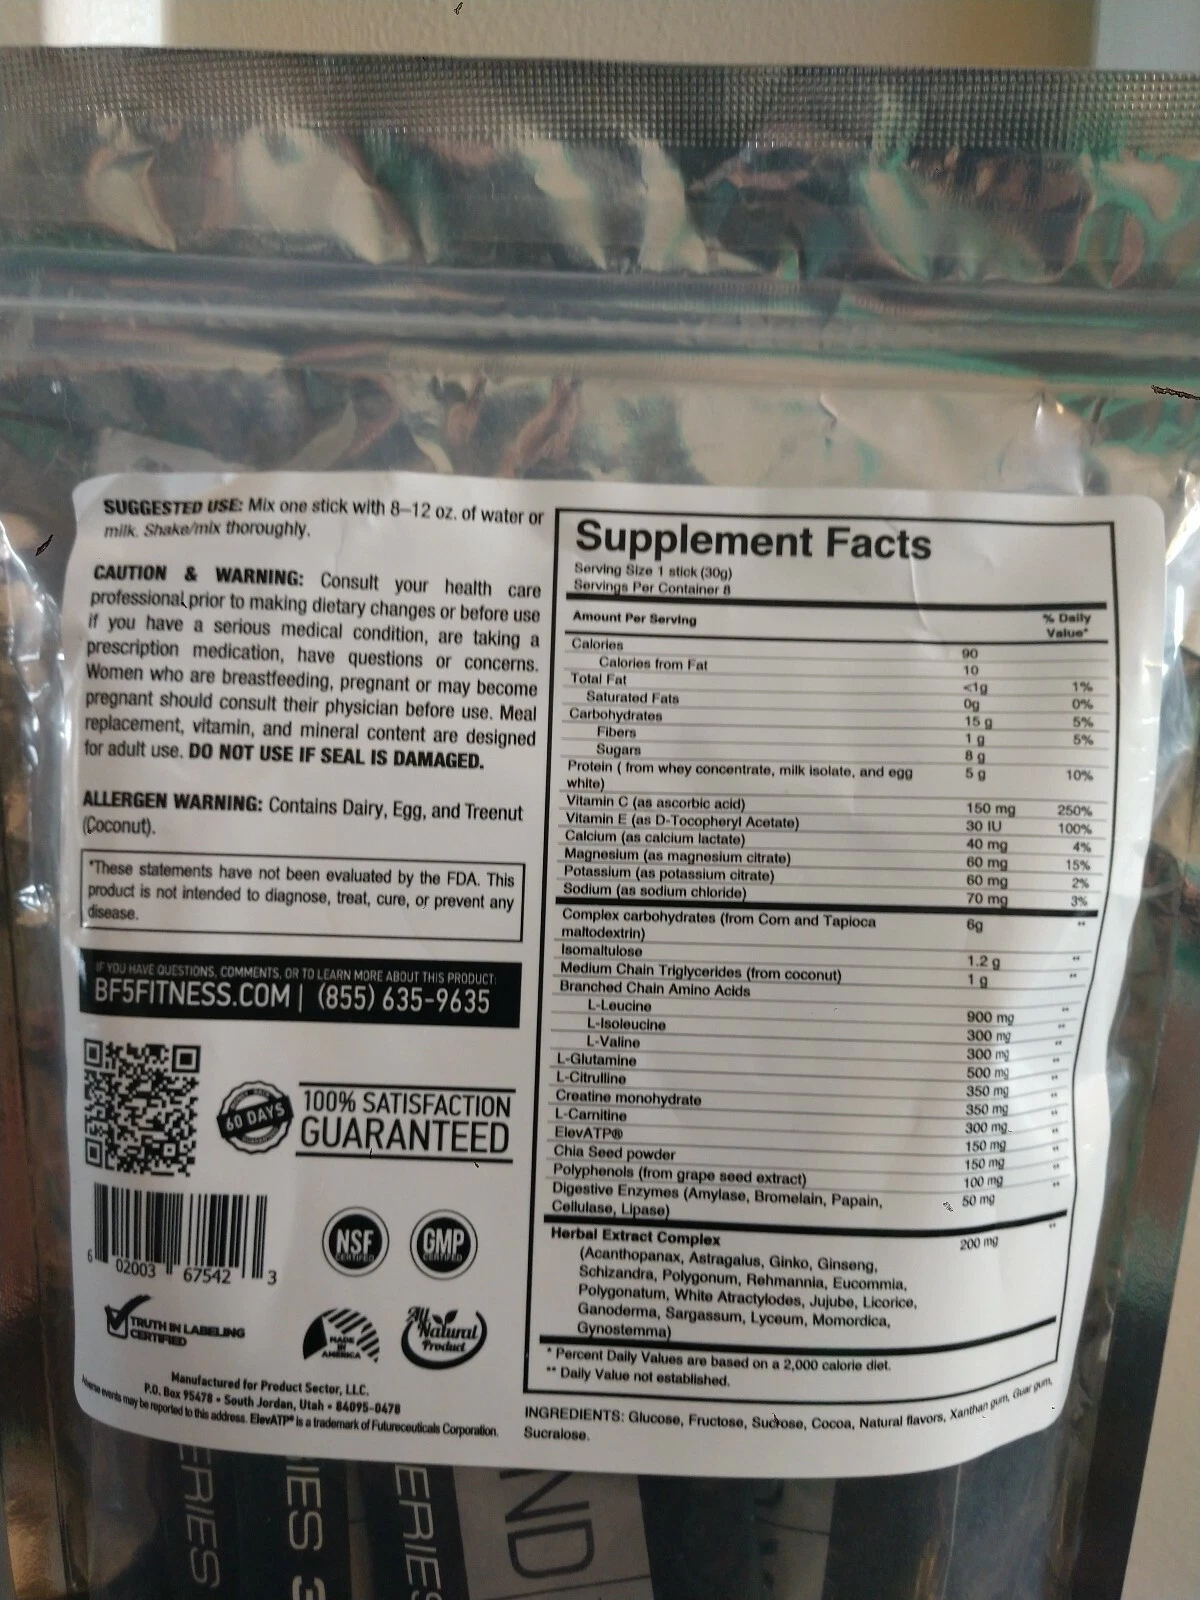 SUGGESTED USE: Mix one stick with 8–12 oz. of water or
milk. Shake/mix thoroughly.
CAUTION & WARNING: Consult your health care
professional prior to making dietary changes or before use
if you have a serious medical condition, are taking a
prescription medication, have questions or concerns.
Women who are breastfeeding, pregnant or may become
pregnant should consult their physician before use. Meal
replacement, vitamin, and mineral content are designed
for adult use. DO NOT USE IF SEAL IS DAMAGED.
ALLERGEN WARNING: Contains Dairy, Egg, and Treenut
(Coconut).
*These statements have not been evaluated by the FDA. This
product is not intended to diagnose, treat, cure, or prevent any
disease.
IF YOU HAVE QUESTIONS, COMMENTS, OR TO LEARN MORE ABOUT THIS PRODUCT:
BF5FITNESS.COM | (855) 635-9635
60 DAYS
100% SATISFACTION
GUARANTEED
6 02003 67542 3
NSF
CERTIFIED
GMP
CERTIFIED
TRUTH IN LABELING
CERTIFIED
MADE
IN
AMERICA
All
Natural
Product
Manufactured for Product Sector, LLC.
P.O. Box 95478 • South Jordan, Utah • 84095-0478
Adverse events may be reported to this address. ElevATP® is a trademark of Futureceuticals Corporation.
Supplement Facts
Serving Size 1 stick (30g)
Servings Per Container 8
Amount Per Serving % Daily
Value*
Calories 90
Calories from Fat 10
Total Fat <1g 1%
Saturated Fats 0g 0%
Carbohydrates 15 g 5%
Fibers 1 g 5%
Sugars 8 g
Protein ( from whey concentrate, milk isolate, and egg 5 g 10%
white)
Vitamin C (as ascorbic acid) 150 mg 250%
Vitamin E (as D-Tocopheryl Acetate) 30 IU 100%
Calcium (as calcium lactate) 40 mg 4%
Magnesium (as magnesium citrate) 60 mg 15%
Potassium (as potassium citrate) 60 mg 2%
Sodium (as sodium chloride) 70 mg 3%
Complex carbohydrates (from Corn and Tapioca 6g **
maltodextrin)
Isomaltulose 1.2 g **
Medium Chain Triglycerides (from coconut) 1 g **
Branched Chain Amino Acids
L-Leucine 900 mg **
L-Isoleucine 300 mg **
L-Valine 300 mg **
L-Glutamine 500 mg **
L-Citrulline 350 mg **
Creatine monohydrate 350 mg **
L-Carnitine 300 mg **
ElevATP® 150 mg **
Chia Seed powder 150 mg **
Polyphenols (from grape seed extract) 100 mg **
Digestive Enzymes (Amylase, Bromelain, Papain, 50 mg
Cellulase, Lipase)
Herbal Extract Complex 200 mg **
(Acanthopanax, Astragalus, Ginko, Ginseng,
Schizandra, Polygonum, Rehmannia, Eucommia,
Polygonatum, White Atractylodes, Jujube, Licorice,
Ganoderma, Sargassum, Lyceum, Momordica,
Gynostemma)
* Percent Daily Values are based on a 2,000 calorie diet.
** Daily Value not established.
INGREDIENTS: Glucose, Fructose, Sucrose, Cocoa, Natural flavors, Xanthan gum, Guar gum,
Sucralose.
ERIES
IES 3
ERIES
ND